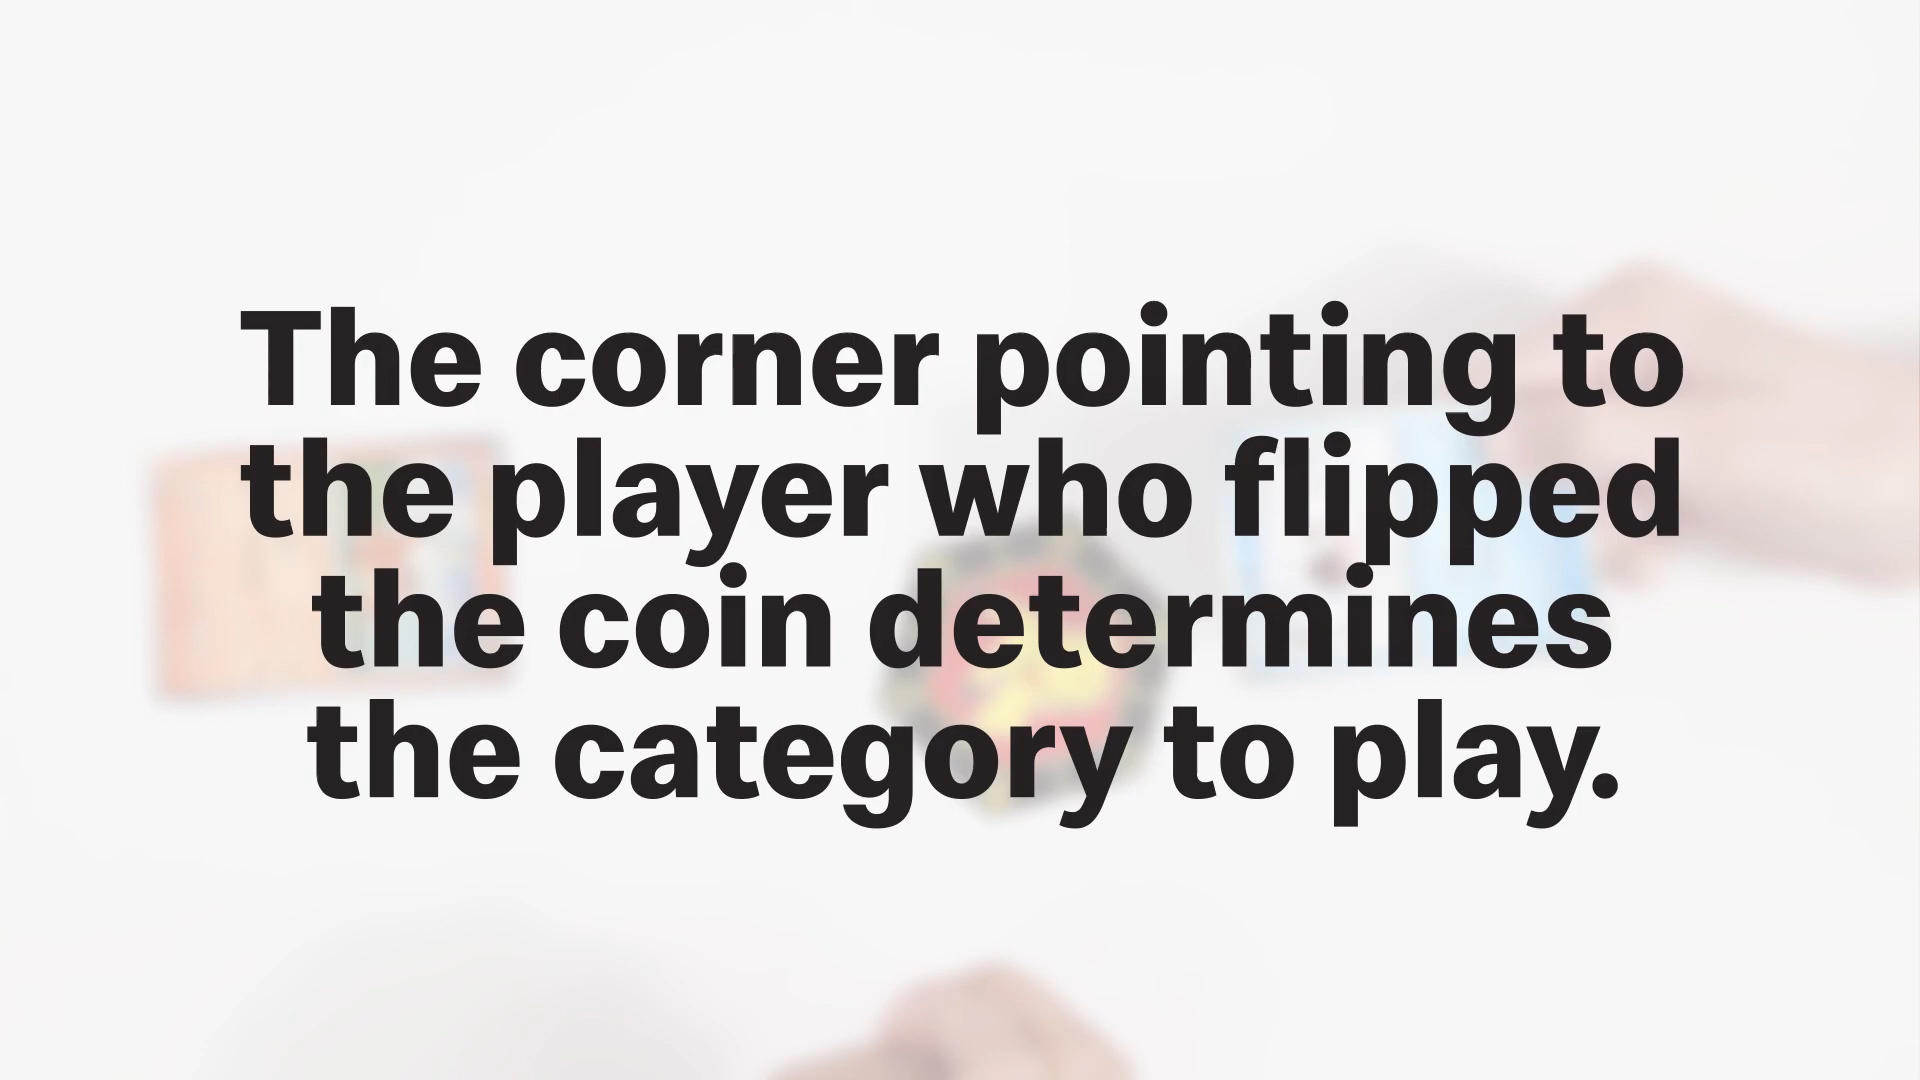 The corner pointing to
the player who flipped
the coin determines
the category to play.